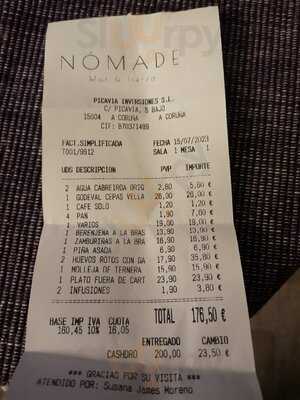 NÓMADE
PICAVIA INVERSIONES S.L.
C/ PICAVIA, 8 BAJO
15004 A CORUÑA A CORUÑA
CIF: B70371489
FACT.SIMPLIFICADA FECHA 15/07/2023
T001/9912 SALA 1 MESA 1
UDS DESCRIPCION PVP IMPORTE
2 AGUA CABREIROA ORIG 2,80 5,60 €
1 GODEVAL CEPAS VELLA 26,00 26,00 €
1 CAFE SOLO 1,20 1,20 €
4 PAN 1,90 7,60 €
1 VARIOS 19,00 19,00 €
1 BERENJENA A LA BRAS 13,90 13,90 €
1 ZAMBURIÑAS A LA BRA 16,90 16,90 €
1 PIÑA ASADA 6,90 6,90 €
2 HUEVOS ROTOS CON GA 17,90 35,80 €
1 MOLLEJA DE TERNERA 15,90 15,90 €
1 PLATO FUERA DE CART 23,90 23,90 €
2 INFUSIONES 1,90 3,80 €
BASE IMP IVA CUOTA TOTAL 176,50 €
160,45 10% 16,05
ENTREGADO CAMBIO
CASHDRO 200,00 23,50 €
*** GRACIAS POR SU VISITA ***
ATENDIDO POR: Susana James Moreno